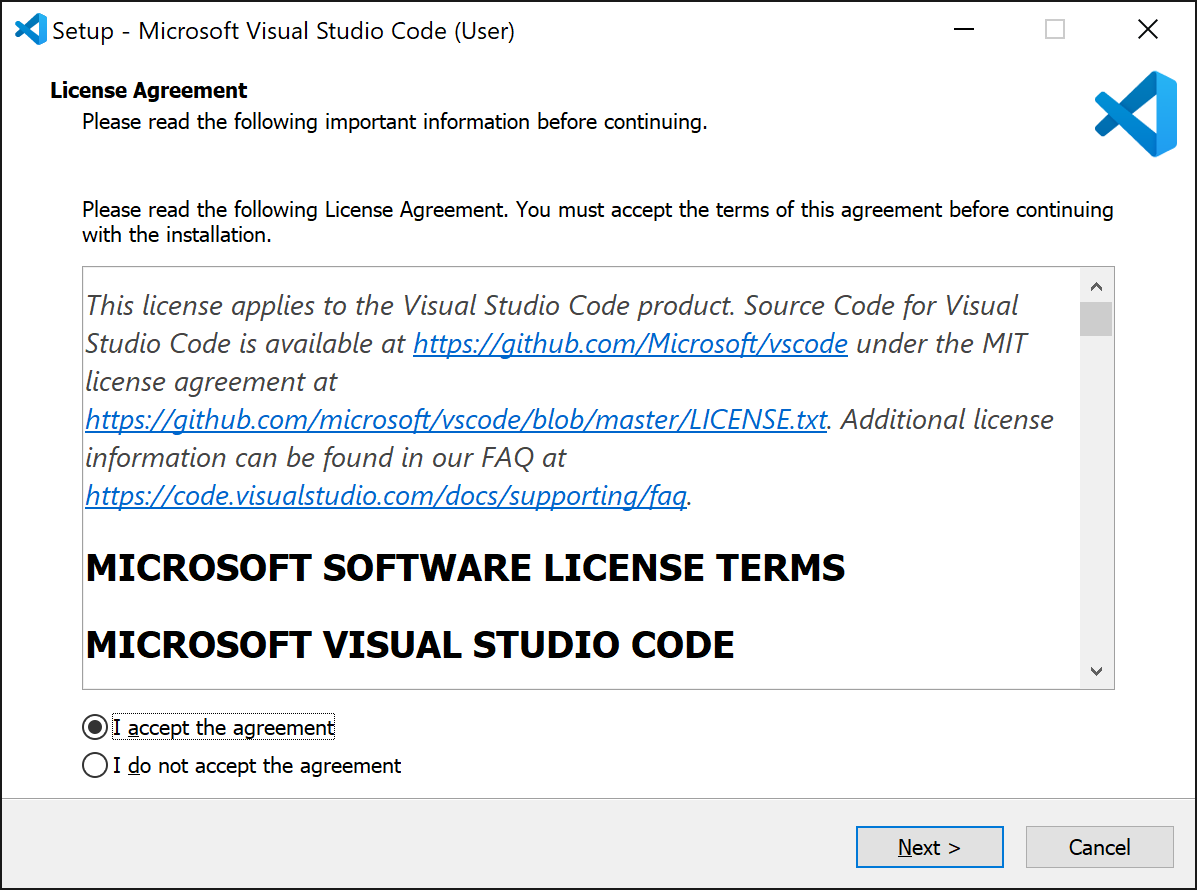 Setup - Microsoft Visual Studio Code (User)
License Agreement
Please read the following important information before continuing.
Please read the following License Agreement. You must accept the terms of this agreement before continuing
with the installation.
This license applies to the Visual Studio Code product. Source Code for Visual
Studio Code is available at https://github.com/Microsoft/vscode under the MIT
license agreement at
https://github.com/microsoft/vscode/blob/master/LICENSE.txt. Additional license
information can be found in our FAQ at
https://code.visualstudio.com/docs/supporting/faq.
MICROSOFT SOFTWARE LICENSE TERMS
MICROSOFT VISUAL STUDIO CODE
I accept the agreement
I do not accept the agreement
Next >
Cancel